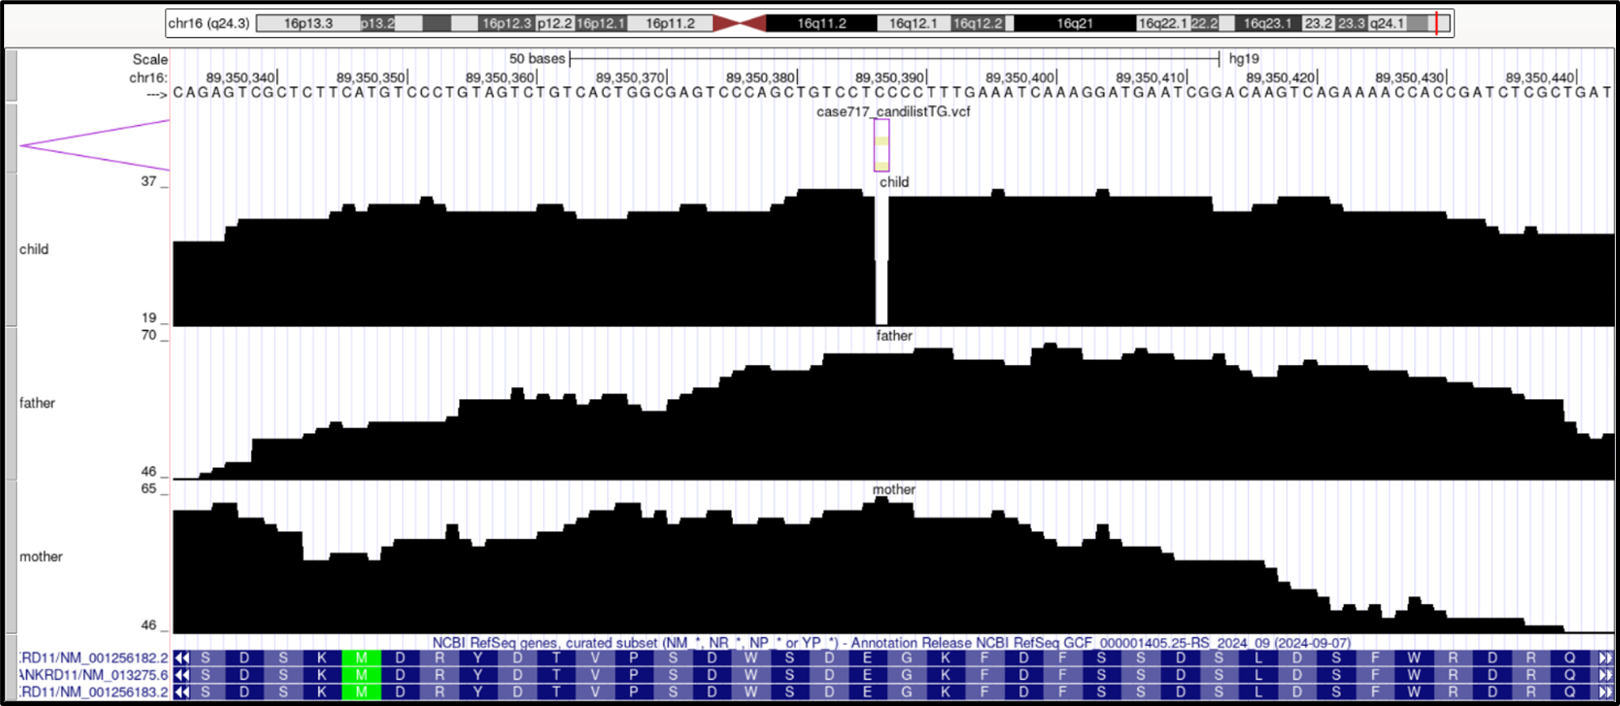 chr16 (q24.3) 16p13.3 p13.2 16p12.3 p12.2 16p12.1 16p11.2 16q11.2 16q12.1 16q12.2 16q21 16q22.1 22.2 16q23.1 23.2 23.3 q24.1
Scale 50 bases hg19
chr16: 89,350,340 89,350,350 89,350,360 89,350,370 89,350,380 89,350,390 89,350,400 89,350,410 89,350,420 89,350,430 89,350,440
---> CAGAGTCGCTCTTCATGTCCCTGTAGTCTGTCACTGGCGAGTCCCAGCTGTCCTCCCCTTTGAAATCAAAGGATGAATCGGACAAGTCAGAAAACCACCGATCTCGCTGAT
case717_candilistTG.vcf
37 child
child
19
70 father
father
46
65 mother
mother
46
NCBI RefSeq genes, curated subset (NM_*, NR_*, NP_* or YP_*) - Annotation Release NCBI RefSeq GCF_000001405.25-RS_2024_09 (2024-09-07)
RD11/NM_001256182.2 S D S K M D R Y D T V P S D W S D E G K F D F S S D S L D S F W R D R Q
ANKRD11/NM_013275.6 S D S K M D R Y D T V P S D W S D E G K F D F S S D S L D S F W R D R Q
RD11/NM_001256183.2 S D S K M D R Y D T V P S D W S D E G K F D F S S D S L D S F W R D R Q